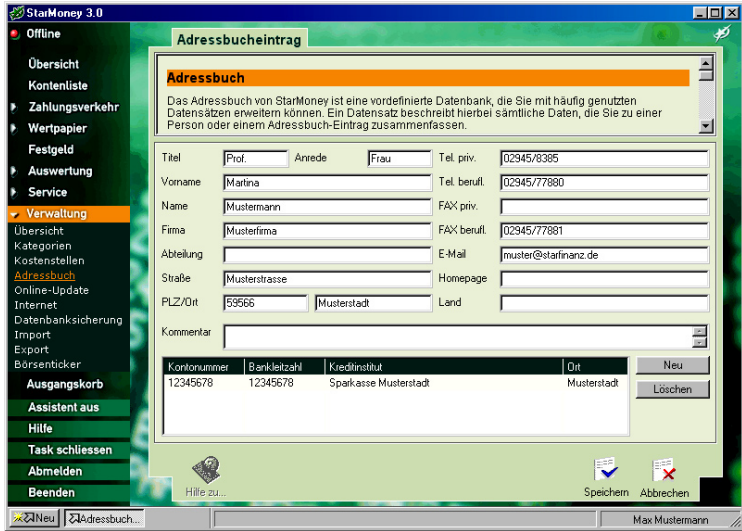 StarMoney 3.0
Offline
Übersicht
Kontenliste
Zahlungsverkehr
Wertpapier
Festgeld
Auswertung
Service
Verwaltung
Übersicht
Kategorien
Kostenstellen
Adressbuch
Online-Update
Internet
Datenbanksicherung
Import
Export
Börsenticker
Ausgangskorb
Assistent aus
Hilfe
Task schliessen
Abmelden
Beenden
Adressbucheintrag
Adressbuch
Das Adressbuch von StarMoney ist eine vordefinierte Datenbank, die Sie mit häufig genutzten
Datensätzen erweitern können. Ein Datensatz beschreibt hierbei sämtliche Daten, die Sie zu einer
Person oder einem Adressbuch-Eintrag zusammenfassen.
Titel Prof. Anrede Frau Tel. priv. 02945/8385
Vorname Martina Tel. berufl. 02945/77880
Name Mustermann FAX priv.
Firma Musterfirma FAX berufl. 02945/77881
Abteilung E-Mail muster@starfinanz.de
Straße Musterstrasse Homepage
PLZ/Ort 59566 Musterstadt Land
Kommentar
Kontonummer Bankleitzahl Kreditinstitut Ort Neu
12345678 12345678 Sparkasse Musterstadt Musterstadt
Löschen
Hilfe zu... Speichern Abbrechen
Neu Adressbuch... Max Mustermann